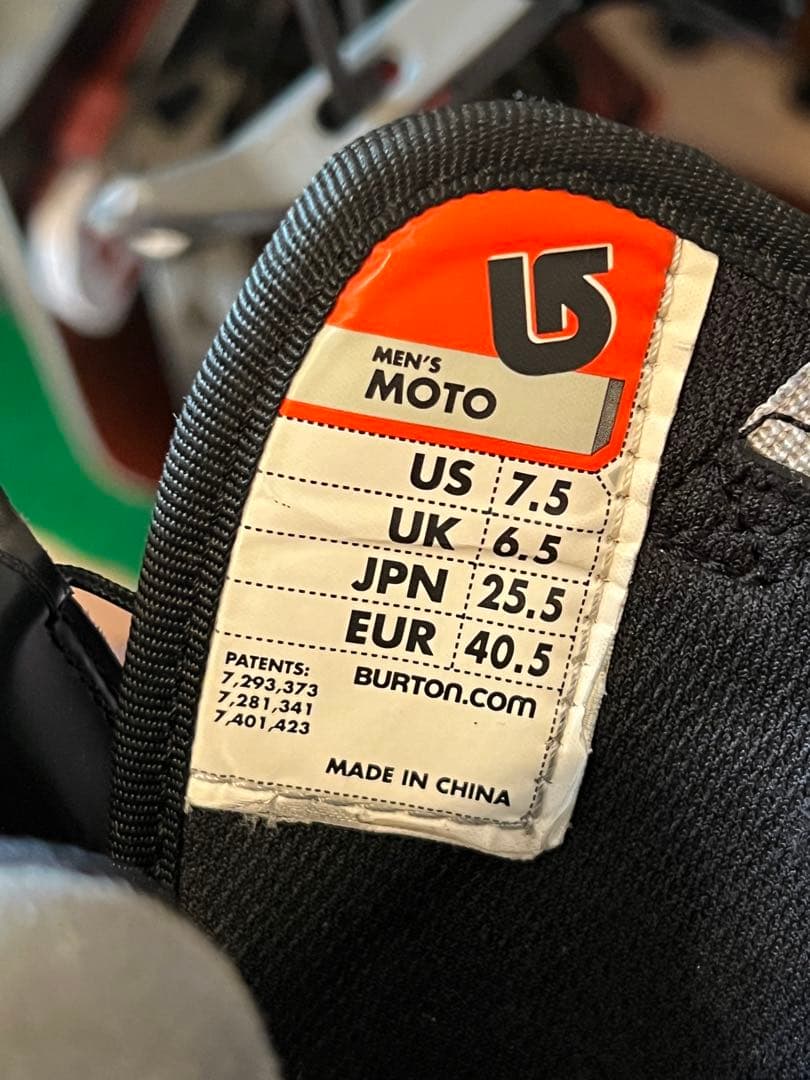 MEN'S
MOTO
US 7.5
UK 6.5
JPN 25.5
EUR 40.5
PATENTS:
7,293,373
7,281,341
7,401,423
BURTON.COM
MADE IN CHINA